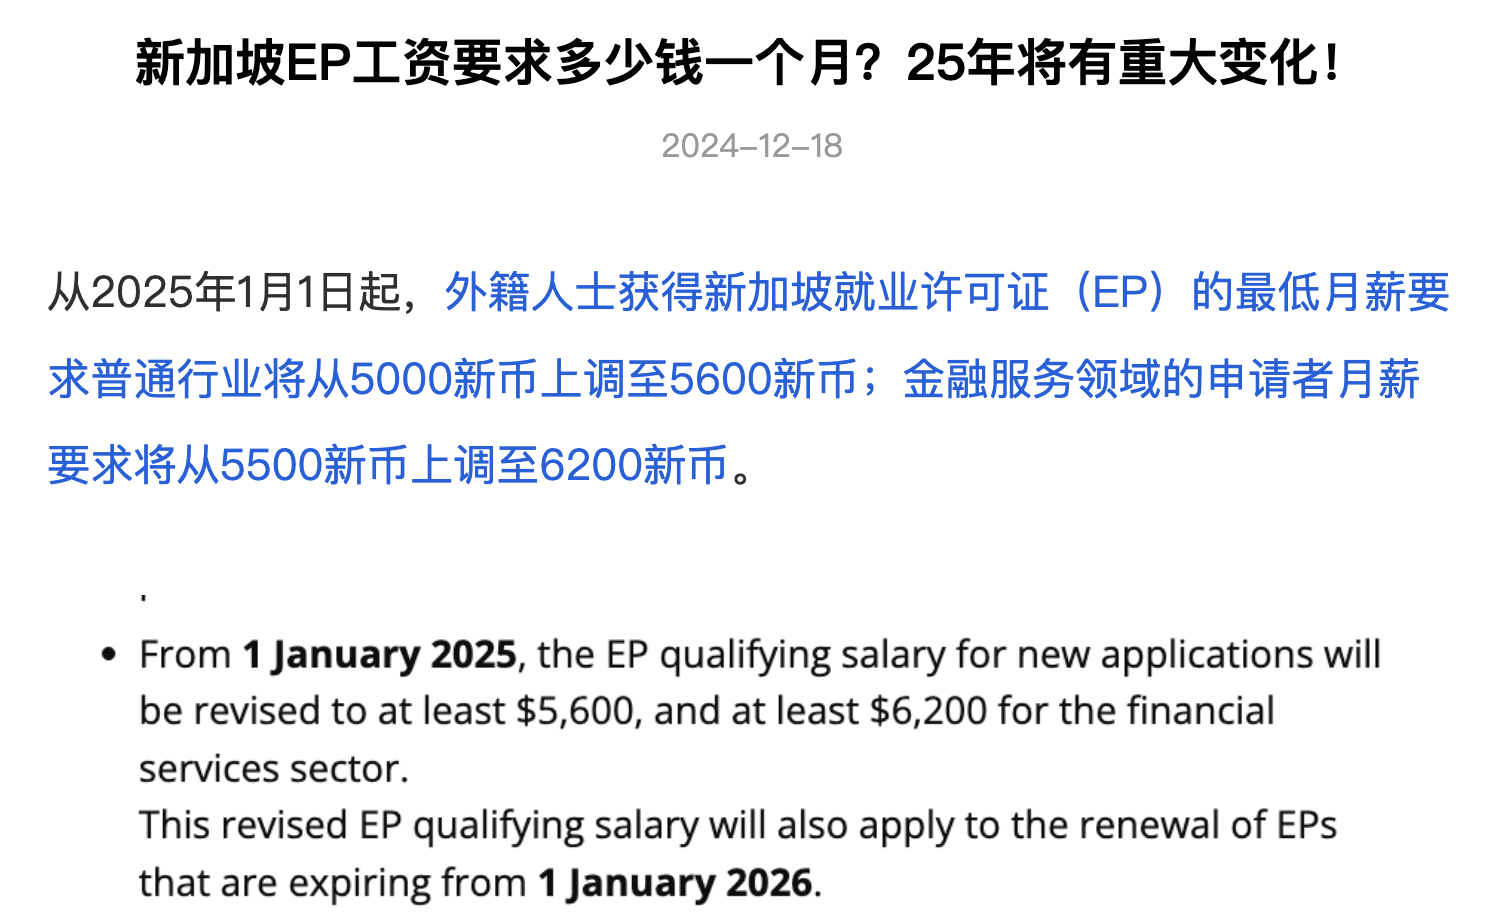 新加坡EP工资要求多少钱一个月？25年将有重大变化！
2024-12-18
从2025年1月1日起，外籍人士获得新加坡就业许可证（EP）的最低月薪要
求普通行业将从5000新币上调至5600新币；金融服务领域的申请者月薪
要求将从5500新币上调至6200新币。
• From 1 January 2025, the EP qualifying salary for new applications will
be revised to at least $5,600, and at least $6,200 for the financial
services sector.
This revised EP qualifying salary will also apply to the renewal of EPs
that are expiring from 1 January 2026.